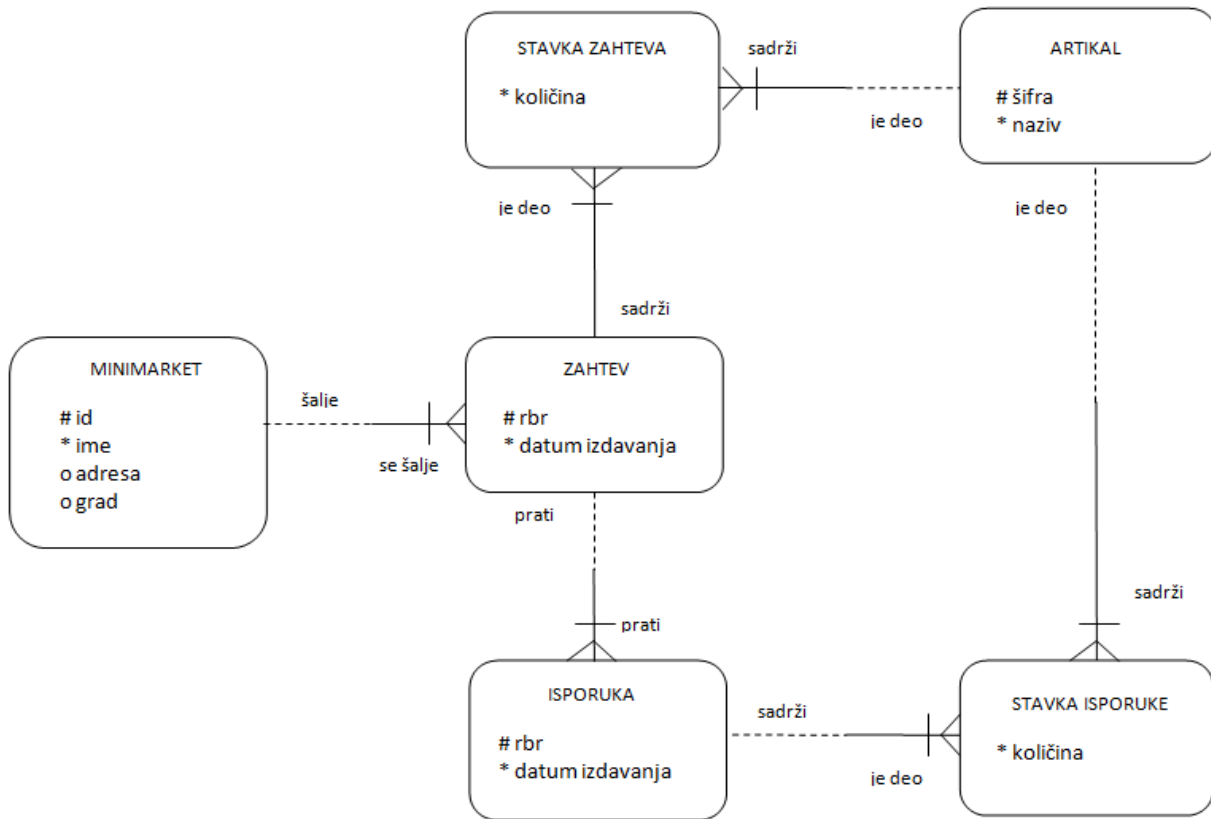 STAVKA ZAHTEVA
* količina
sadrži
je deo
ARTIKAL
# šifra
* naziv
je deo
je deo
sadrži
MINIMARKET
# id
* ime
o adresa
o grad
šalje
se šalje
ZAHTEV
# rbr
* datum izdavanja
prati
prati
sadrži
ISPORUKA
# rbr
* datum izdavanja
sadrži
je deo
STAVKA ISPORUKE
* količina